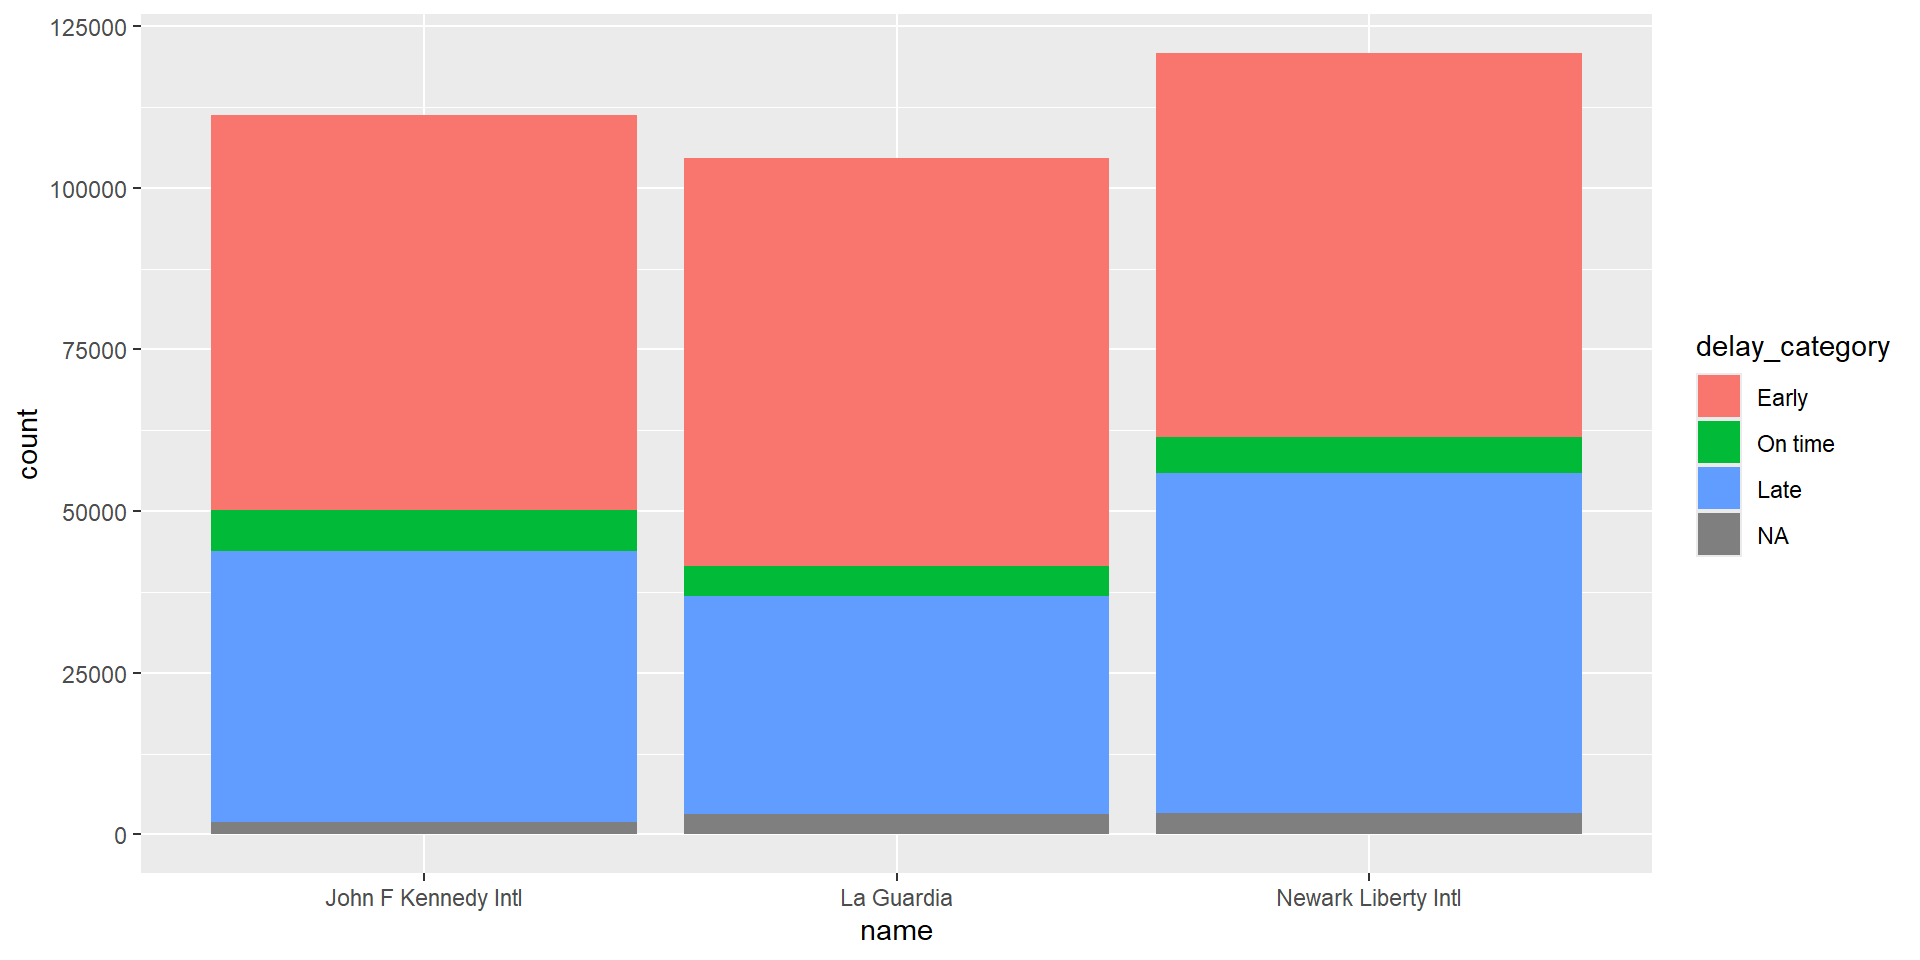 125000
100000
75000
50000
25000
0
count
John F Kennedy Intl
La Guardia
Newark Liberty Intl
name
delay_category
Early
On time
Late
NA